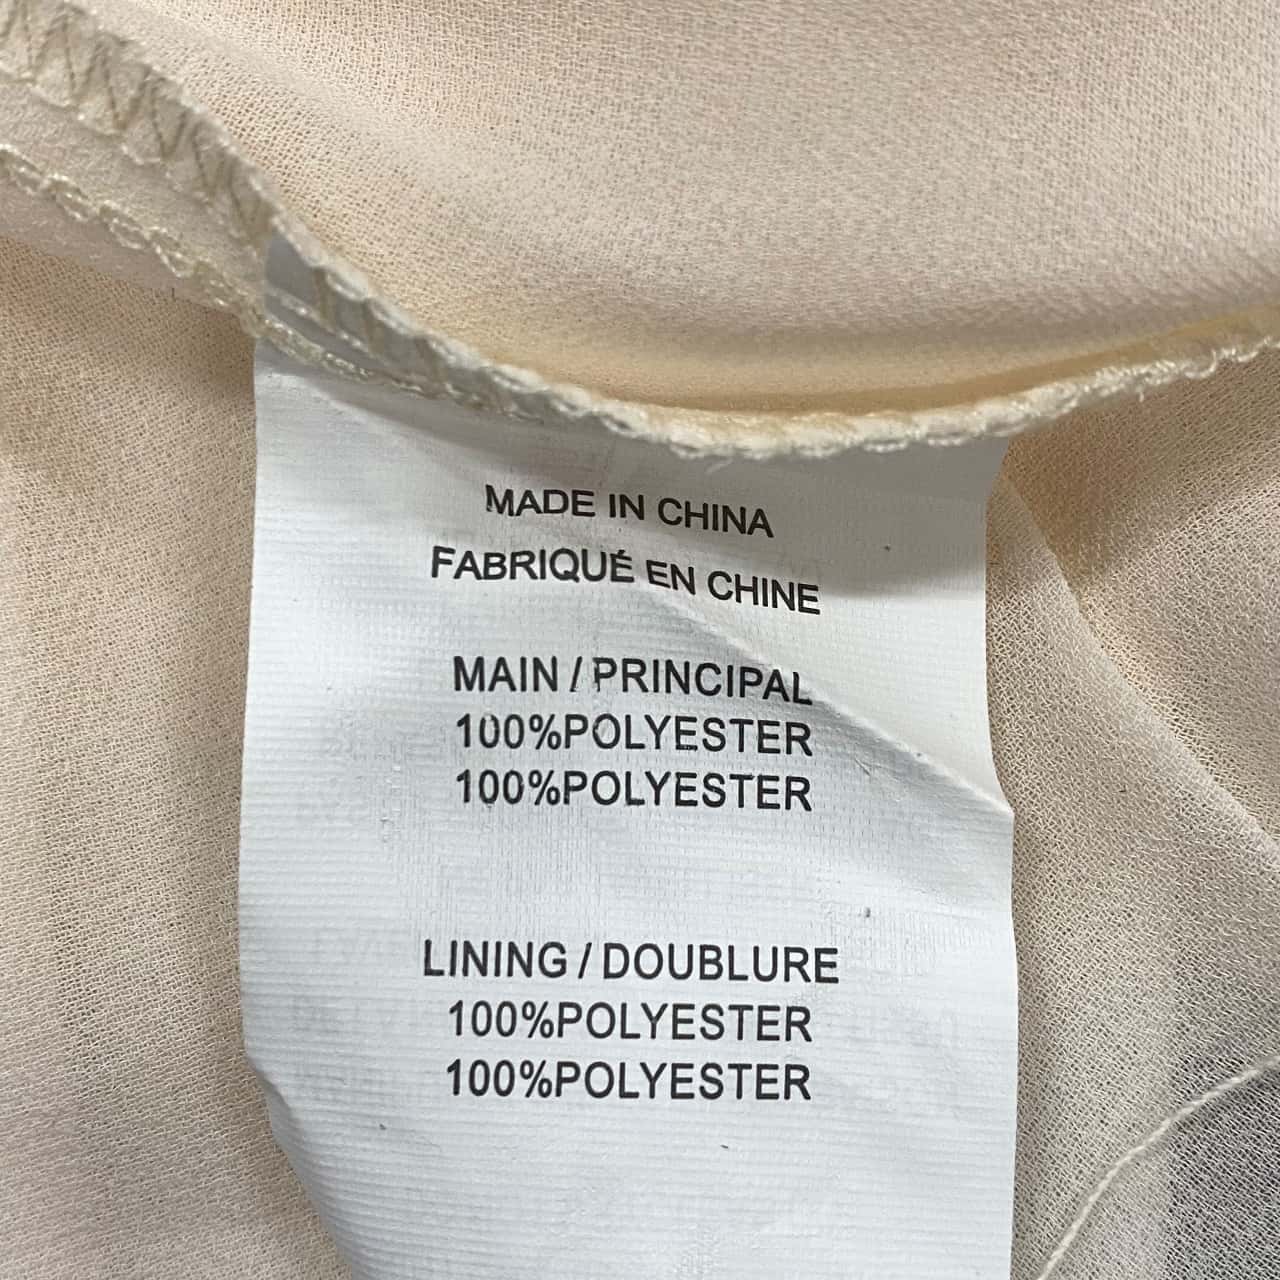 MADE IN CHINA
FABRIQUÉ EN CHINE
MAIN / PRINCIPAL
100%POLYESTER
100%POLYESTER
LINING / DOUBLURE
100%POLYESTER
100%POLYESTER